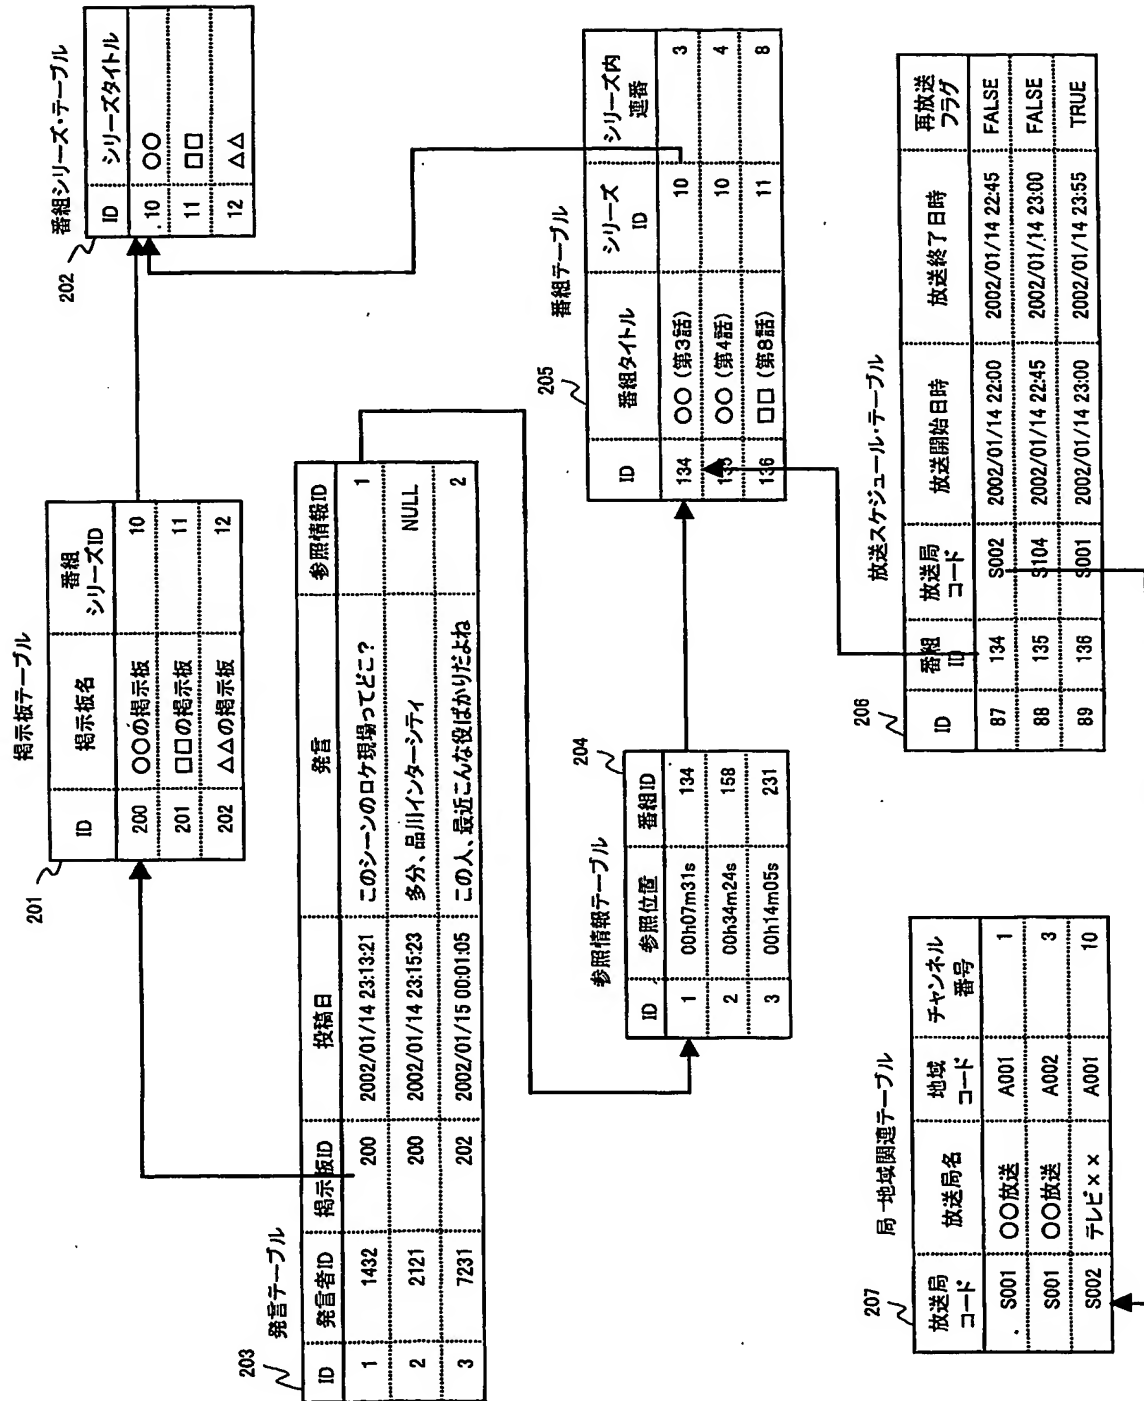 掲示板テーブル
201
ID 掲示板名 番組シリーズID
200 〇〇の掲示板 10
201 □□の掲示板 11
202 △△の掲示板 12
番組シリーズ・テーブル
202
ID シリーズタイトル
10 〇〇
11 □□
12 △△
発言テーブル
203
ID 発言者ID 掲示板ID 投稿日 発言 参照情報ID
1 1432 200 2002/01/14 23:13:21 このシーンのロケ現場ってどこ? 1
2 2121 200 2002/01/14 23:15:23 多分、品川インターシティ NULL
3 7231 202 2002/01/15 00:01:05 この人、最近こんな役ばかりだよね 2
参照情報テーブル
204
ID 参照位置 番組ID
1 00h07m31s 134
2 00h34m24s 158
3 00h14m05s 231
番組テーブル
205
ID 番組タイトル シリーズID シリーズ内連番
134 〇〇(第3話) 10 3
135 〇〇(第4話) 10 4
136 □□(第8話) 11 8
局-地域関連テーブル
207
放送局コード 放送局名 地域コード チャンネル番号
S001 〇〇放送 A001 1
S001 〇〇放送 A002 3
S002 テレビ×× A001 10
放送スケジュール・テーブル
206
ID 番組ID 放送局コード 放送開始日時 放送終了日時 再放送フラグ
87 134 S002 2002/01/14 22:00 2002/01/14 22:45 FALSE
88 135 S104 2002/01/14 22:45 2002/01/14 23:00 FALSE
89 136 S001 2002/01/14 23:00 2002/01/14 23:55 TRUE